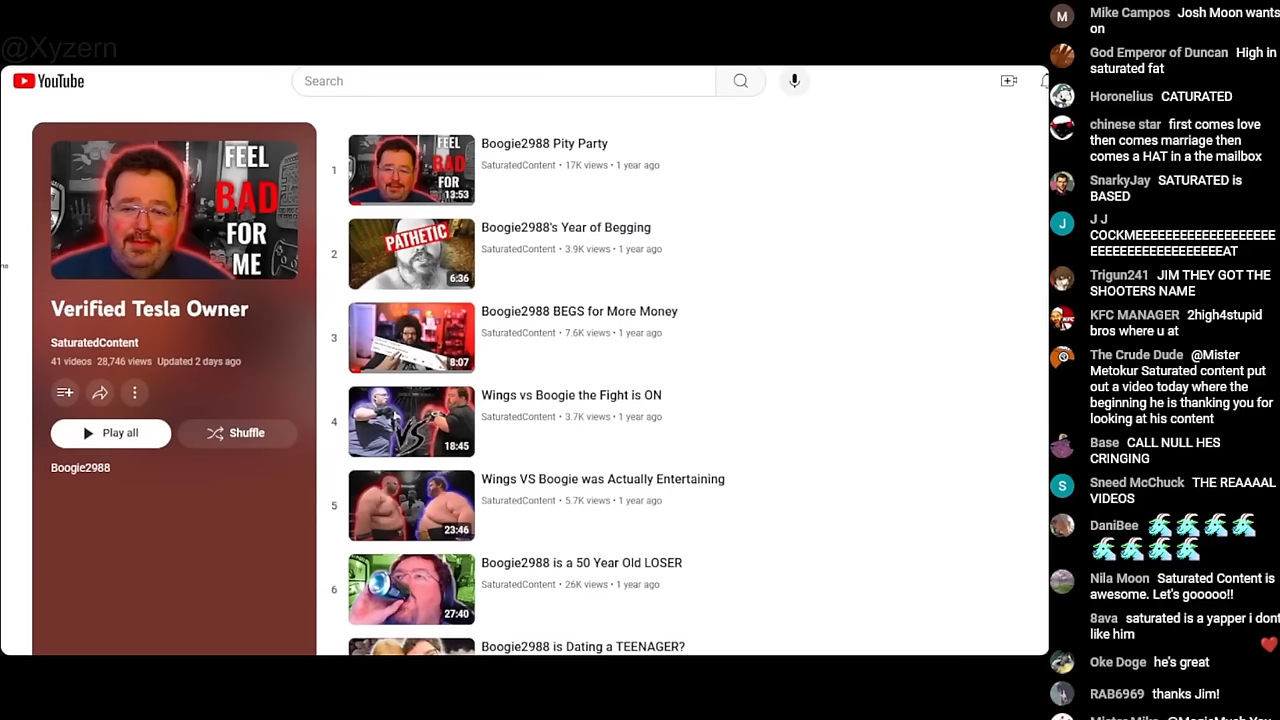 @Xyzern
YouTube
Search
FEEL
BAD
FOR
ME
Verified Tesla Owner
SaturatedContent
41 videos 28,746 views Updated 2 days ago
Play all
Shuffle
Boogie2988
1
FEEL
BAD
FOR
13:53
Boogie2988 Pity Party
SaturatedContent • 17K views • 1 year ago
2
PATHETIC
6:36
Boogie2988's Year of Begging
SaturatedContent • 3.9K views • 1 year ago
3
8:07
Boogie2988 BEGS for More Money
SaturatedContent • 7.6K views • 1 year ago
4
VS
18:45
Wings vs Boogie the Fight is ON
SaturatedContent • 3.7K views • 1 year ago
5
23:46
Wings VS Boogie was Actually Entertaining
SaturatedContent • 5.7K views • 1 year ago
6
27:40
Boogie2988 is a 50 Year Old LOSER
SaturatedContent • 26K views • 1 year ago
Boogie2988 is Dating a TEENAGER?
M
Mike Campos Josh Moon wants
on
God Emperor of Duncan High in
saturated fat
Horonelius CATURATED
chinese star first comes love
then comes marriage then
comes a HAT in a the mailbox
SnarkyJay SATURATED is
BASED
J
J J
COCKMEEEEEEEEEEEEEEEEEE
EEEEEEEEEEEEEEEEEEEAT
Trigun241 JIM THEY GOT THE
SHOOTERS NAME
KFC
KFC MANAGER 2high4stupid
bros where u at
The Crude Dude @Mister
Metokur Saturated content put
out a video today where the
beginning he is thanking you for
looking at his content
Base CALL NULL HES
CRINGING
S
Sneed McChuck THE REAAAAL
VIDEOS
DaniBee
Nila Moon Saturated Content is
awesome. Let's gooooo!!
8ava saturated is a yapper i dont
like him
Oke Doge he's great
RAB6969 thanks Jim!